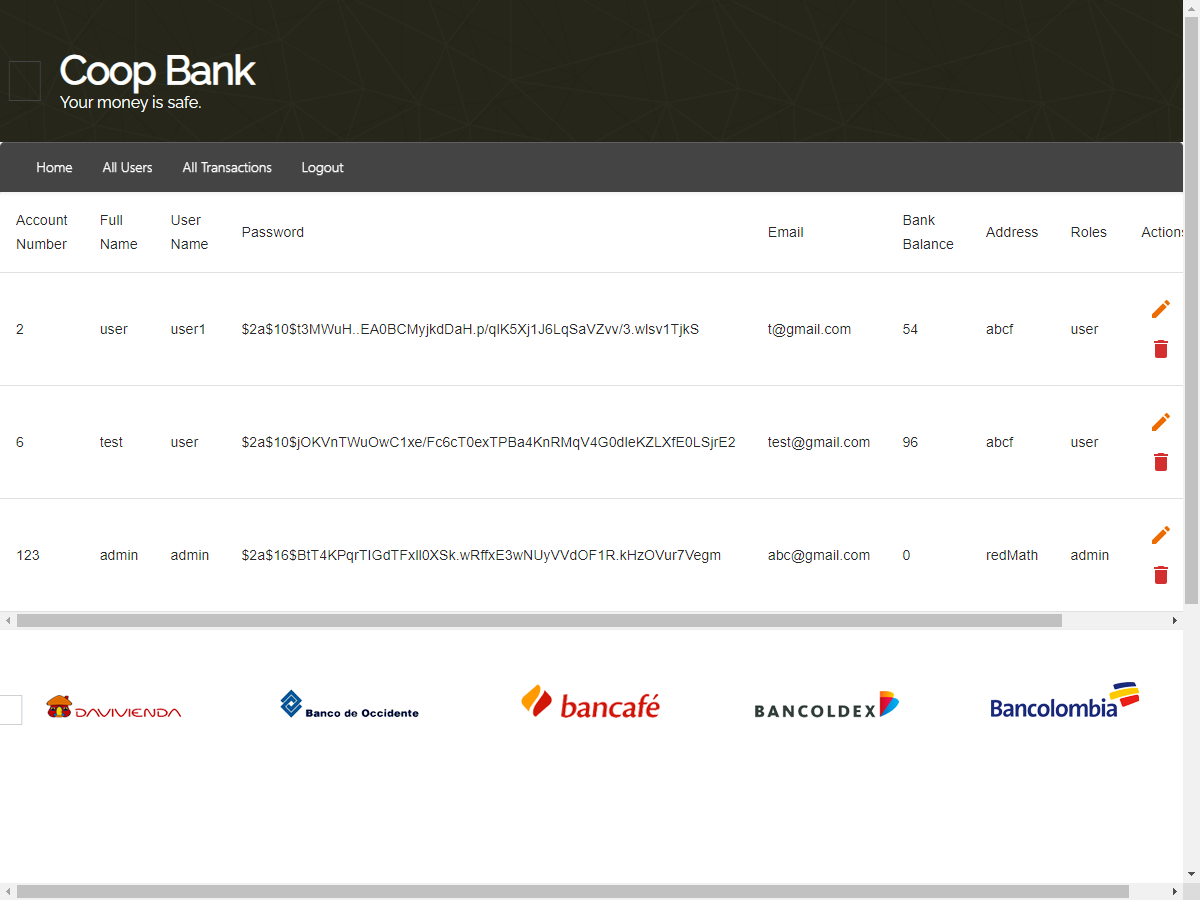 Coop Bank
Your money is safe.
Home All Users All Transactions Logout
Account Number Full Name User Name Password Email Bank Balance Address Roles Actions
2 user user1 $2a$10$t3MWuH..EA0BCMyjkdDaH.p/qIK5Xj1J6LqSaVZvv/3.wlsv1TjkS t@gmail.com 54 abcf user
6 test user $2a$10$jOKVnTWuOwC1xe/Fc6cT0exTPBa4KnRMqV4G0dIeKZLXfE0LSjrE2 test@gmail.com 96 abcf user
123 admin admin $2a$16$BtT4KPqrTIGdTFxII0XSk.wRffxE3wNUyVVdOF1R.kHzOVur7Vegm abc@gmail.com 0 redMath admin
DAVIVIENDA Banco de Occidente bancafé BANCOLDEX Bancolombia